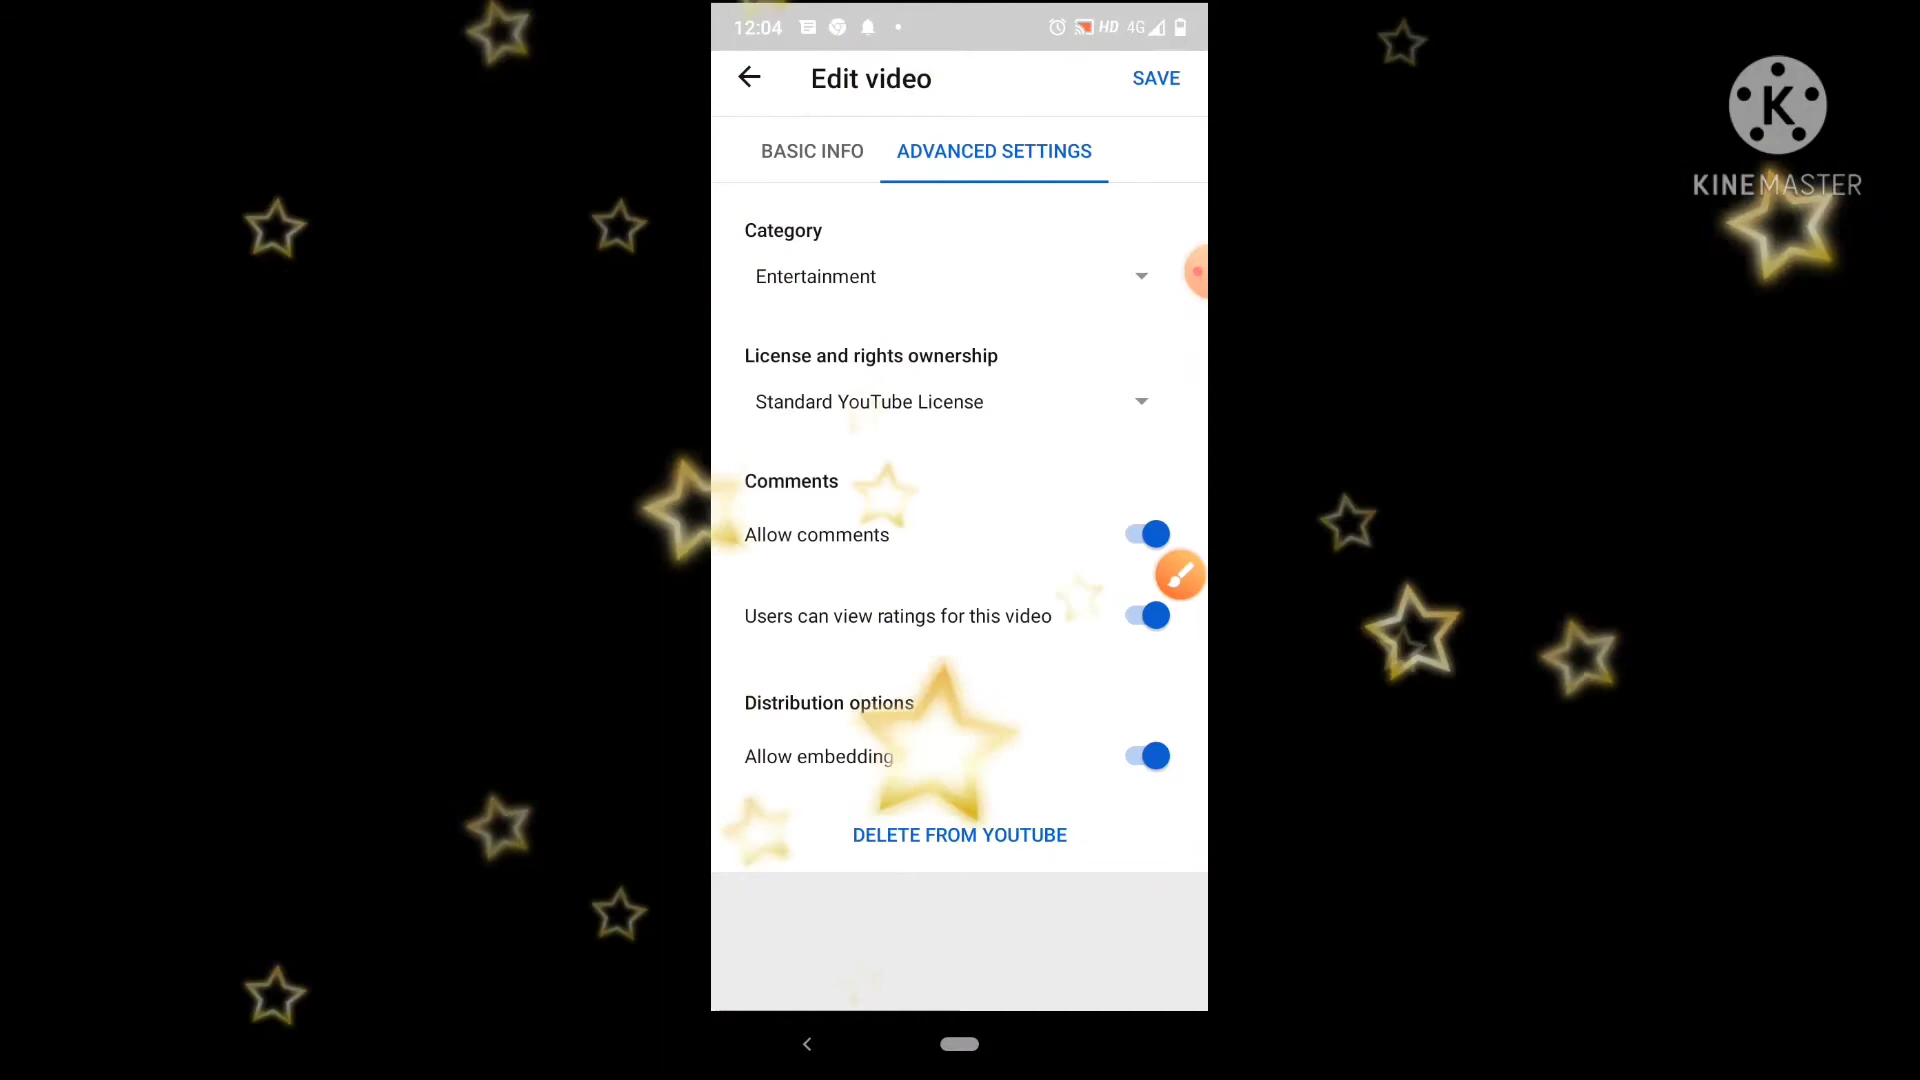 12:04
HD 4G
Edit video
SAVE
BASIC INFO
ADVANCED SETTINGS
Category
Entertainment
License and rights ownership
Standard YouTube License
Comments
Allow comments
Users can view ratings for this video
Distribution options
Allow embedding
DELETE FROM YOUTUBE
K
KINEMASTER